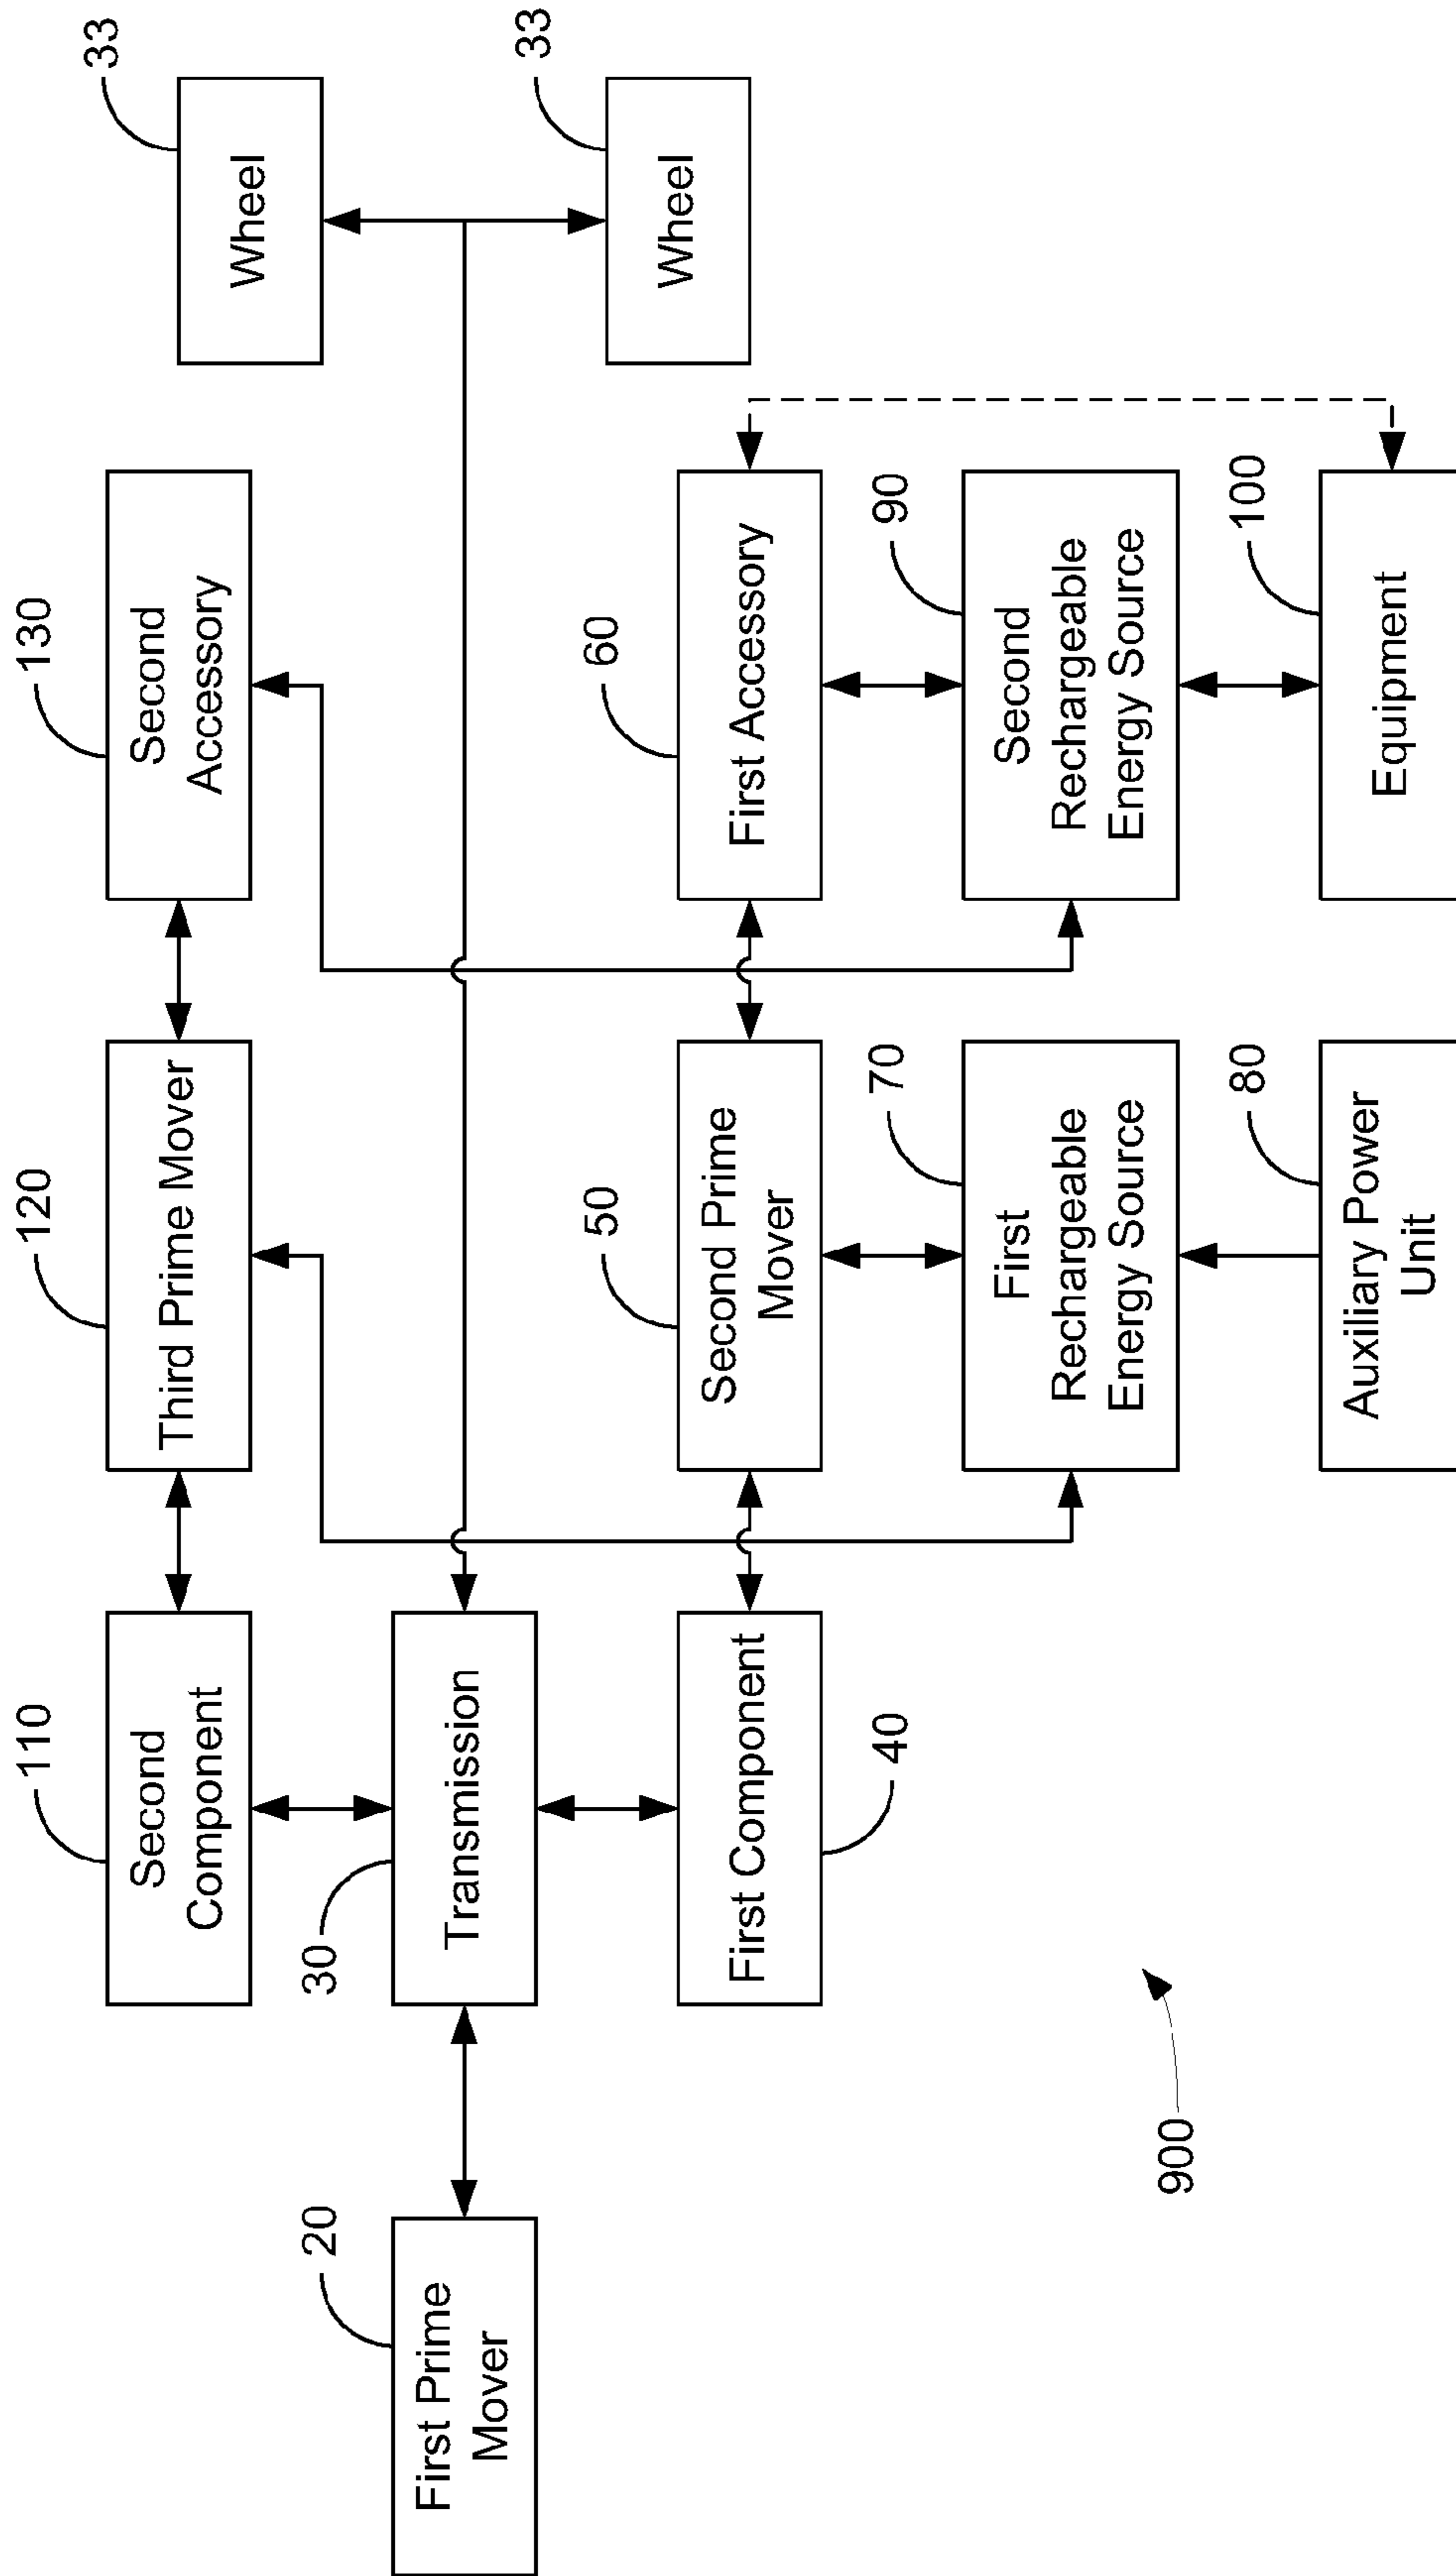 110
Second
Component
120
Third Prime Mover
130
Second
Accessory
33
Wheel
20
First Prime
Mover
30
Transmission
33
Wheel
40
First Component
50
Second Prime
Mover
60
First Accessory
70
First
Rechargeable
Energy Source
90
Second
Rechargeable
Energy Source
80
Auxiliary Power
Unit
100
Equipment
900